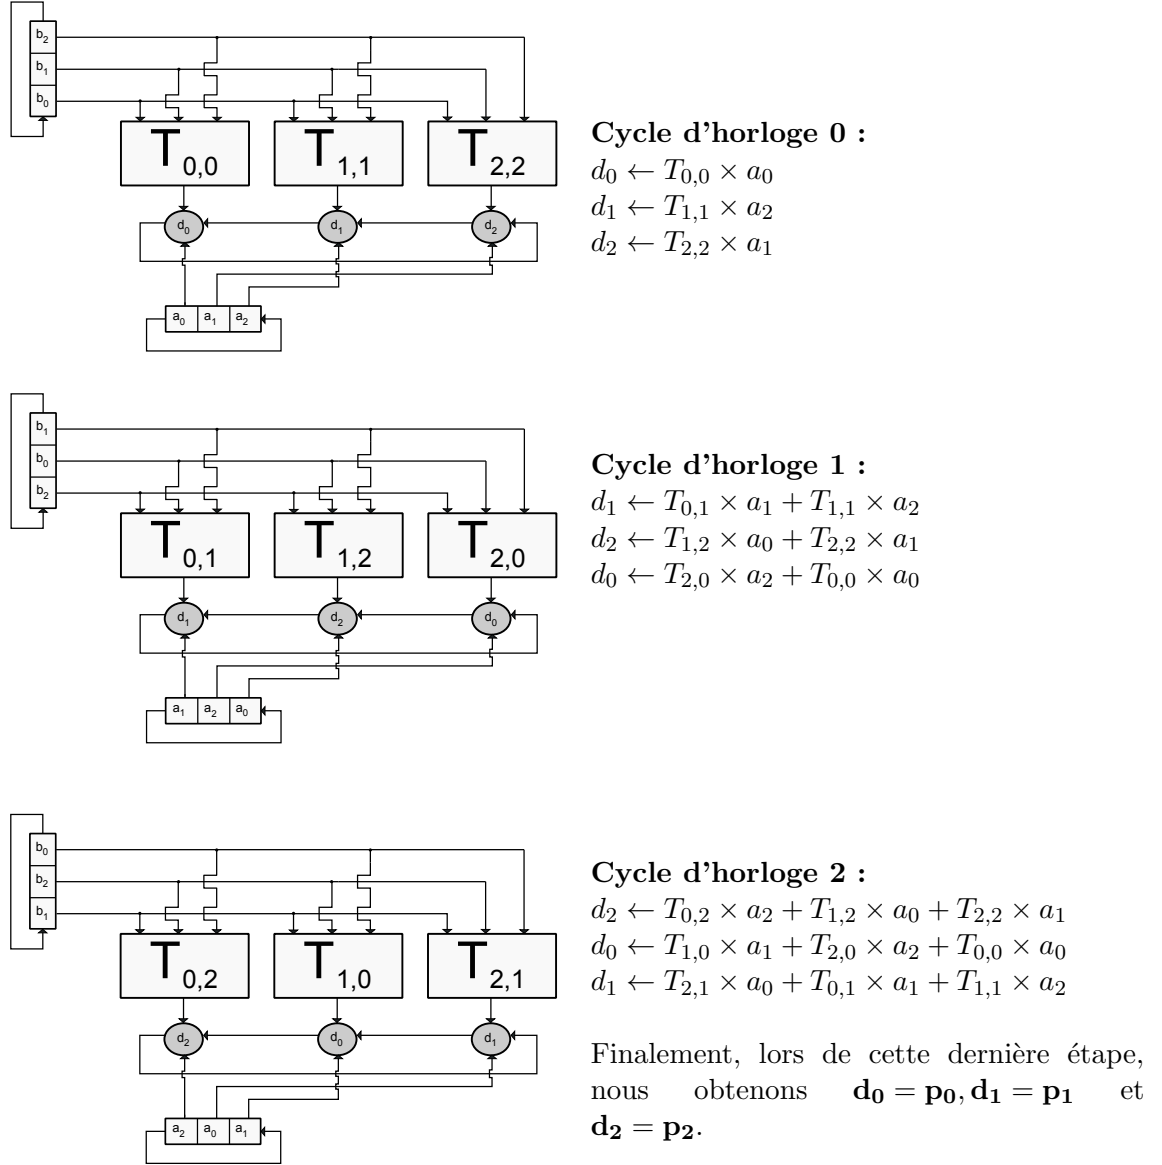 b₂
b₁
b₀
T₀,₀ T₁,₁ T₂,₂
d₀ d₁ d₂
a₀ a₁ a₂
Cycle d'horloge 0 :
d₀ ← T₀,₀ × a₀
d₁ ← T₁,₁ × a₂
d₂ ← T₂,₂ × a₁
b₁
b₀
b₂
T₀,₁ T₁,₂ T₂,₀
d₁ d₂ d₀
a₁ a₂ a₀
Cycle d'horloge 1 :
d₁ ← T₀,₁ × a₁ + T₁,₁ × a₂
d₂ ← T₁,₂ × a₀ + T₂,₂ × a₁
d₀ ← T₂,₀ × a₂ + T₀,₀ × a₀
b₀
b₂
b₁
T₀,₂ T₁,₀ T₂,₁
d₂ d₀ d₁
a₂ a₀ a₁
Cycle d'horloge 2 :
d₂ ← T₀,₂ × a₂ + T₁,₂ × a₀ + T₂,₂ × a₁
d₀ ← T₁,₀ × a₁ + T₂,₀ × a₂ + T₀,₀ × a₀
d₁ ← T₂,₁ × a₀ + T₀,₁ × a₁ + T₁,₁ × a₂
Finalement, lors de cette dernière étape,
nous obtenons d₀ = p₀, d₁ = p₁ et
d₂ = p₂.